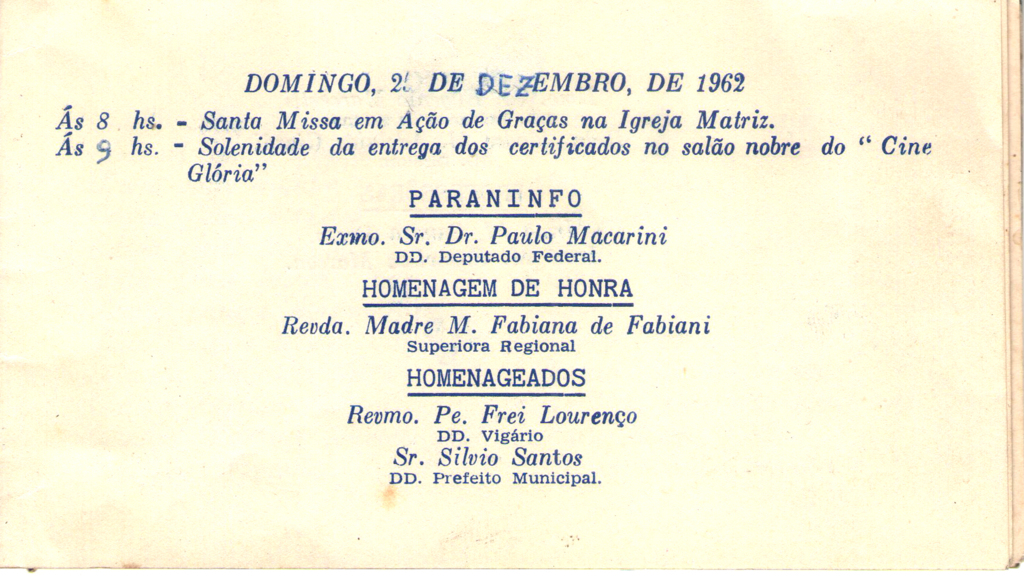 DOMINGO, 2 DE DEZEMBRO, DE 1962
Ás 8 hs. - Santa Missa em Ação de Graças na Igreja Matriz.
Ás 9 hs. - Solenidade da entrega dos certificados no salão nobre do “ Cine
Glória”
PARANINFO
Exmo. Sr. Dr. Paulo Macarini
DD. Deputado Federal.
HOMENAGEM DE HONRA
Revda. Madre M. Fabiana de Fabiani
Superiora Regional
HOMENAGEADOS
Revmo. Pe. Frei Lourenço
DD. Vigário
Sr. Silvio Santos
DD. Prefeito Municipal.